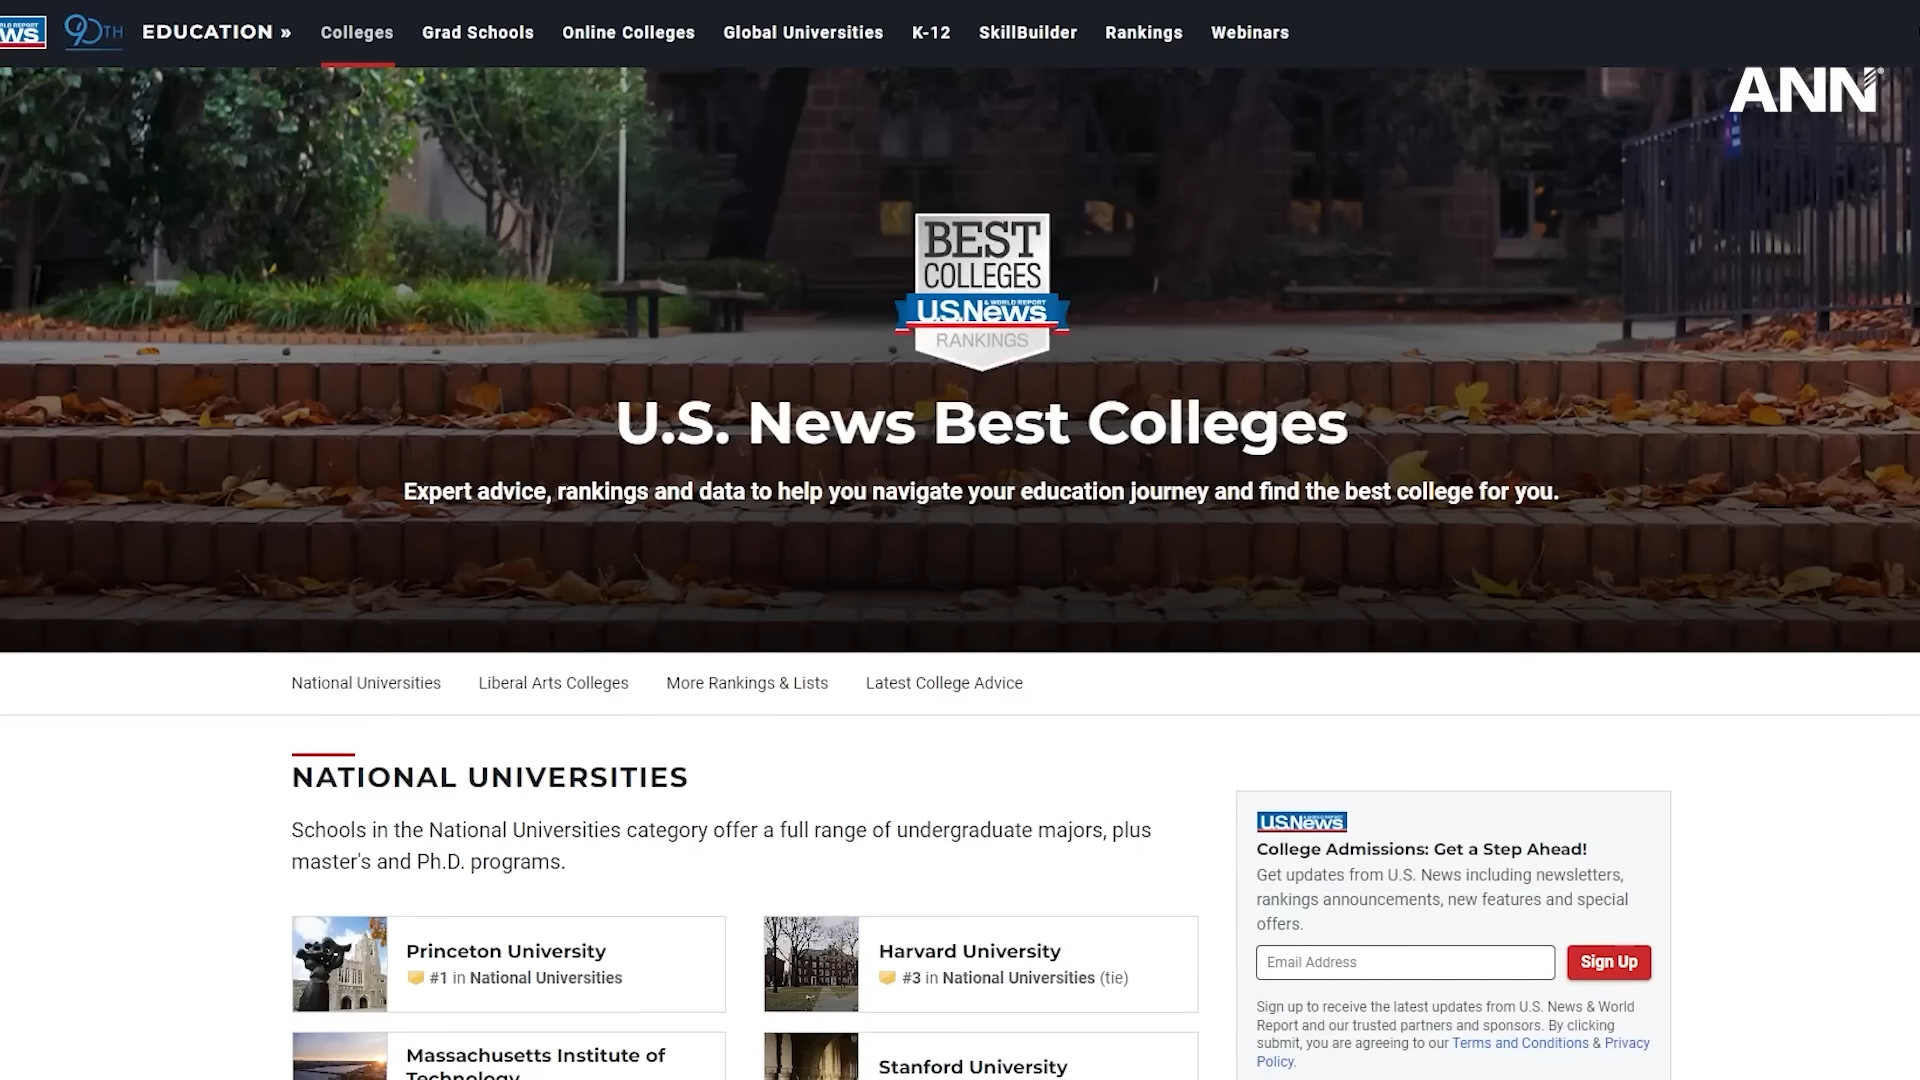 90TH
EDUCATION » Colleges Grad Schools Online Colleges Global Universities K-12 SkillBuilder Rankings Webinars
ANN®
BEST
COLLEGES
& WORLD REPORT
U.S.News
RANKINGS
U.S. News Best Colleges
Expert advice, rankings and data to help you navigate your education journey and find the best college for you.
National Universities Liberal Arts Colleges More Rankings & Lists Latest College Advice
NATIONAL UNIVERSITIES
Schools in the National Universities category offer a full range of undergraduate majors, plus
master's and Ph.D. programs.
Princeton University
#1 in National Universities
Harvard University
#3 in National Universities (tie)
Massachusetts Institute of
Technology
Stanford University
U.S.News
College Admissions: Get a Step Ahead!
Get updates from U.S. News including newsletters,
rankings announcements, new features and special
offers.
Email Address
Sign Up
Sign up to receive the latest updates from U.S. News & World
Report and our trusted partners and sponsors. By clicking
submit, you are agreeing to our Terms and Conditions & Privacy
Policy.